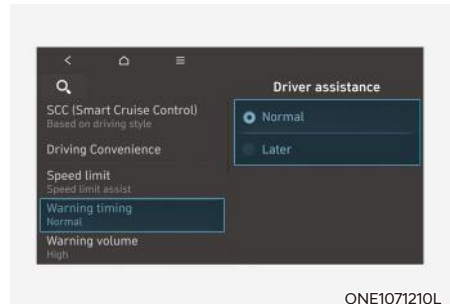 Driver assistance
SCC (Smart Cruise Control)
Based on driving style
Driving Convenience
Speed limit
Speed limit assist
Warning timing
Normal
Warning volume
High
Normal
Later
ONE1071210L